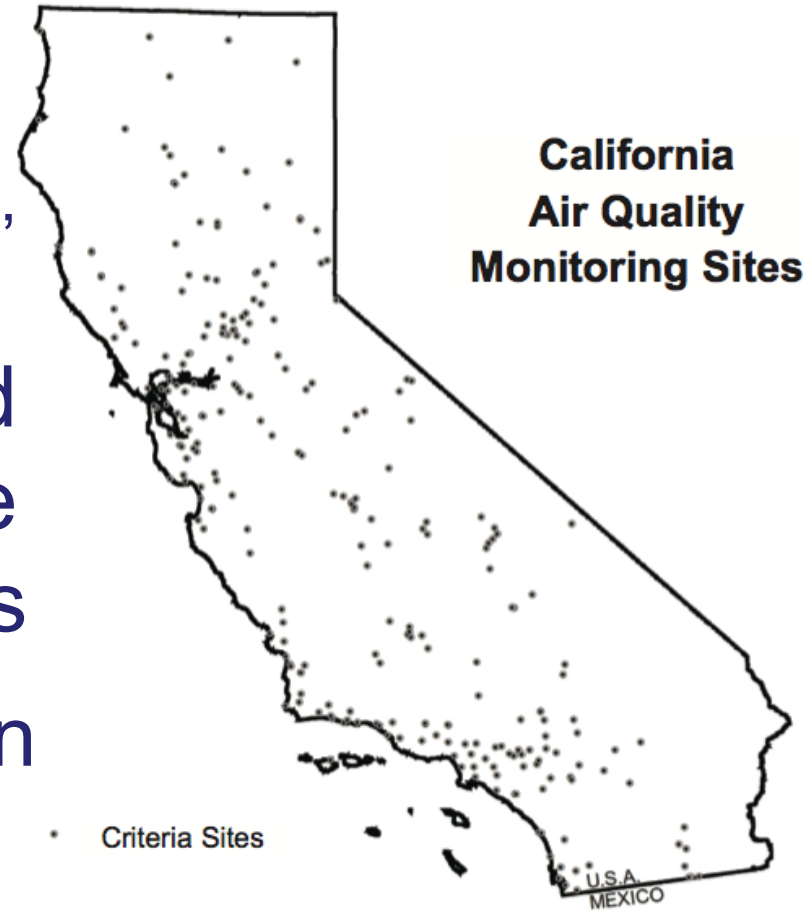 California
Air Quality
Monitoring Sites
,
d
e
s
n
Criteria Sites
U.S.A.
MEXICO